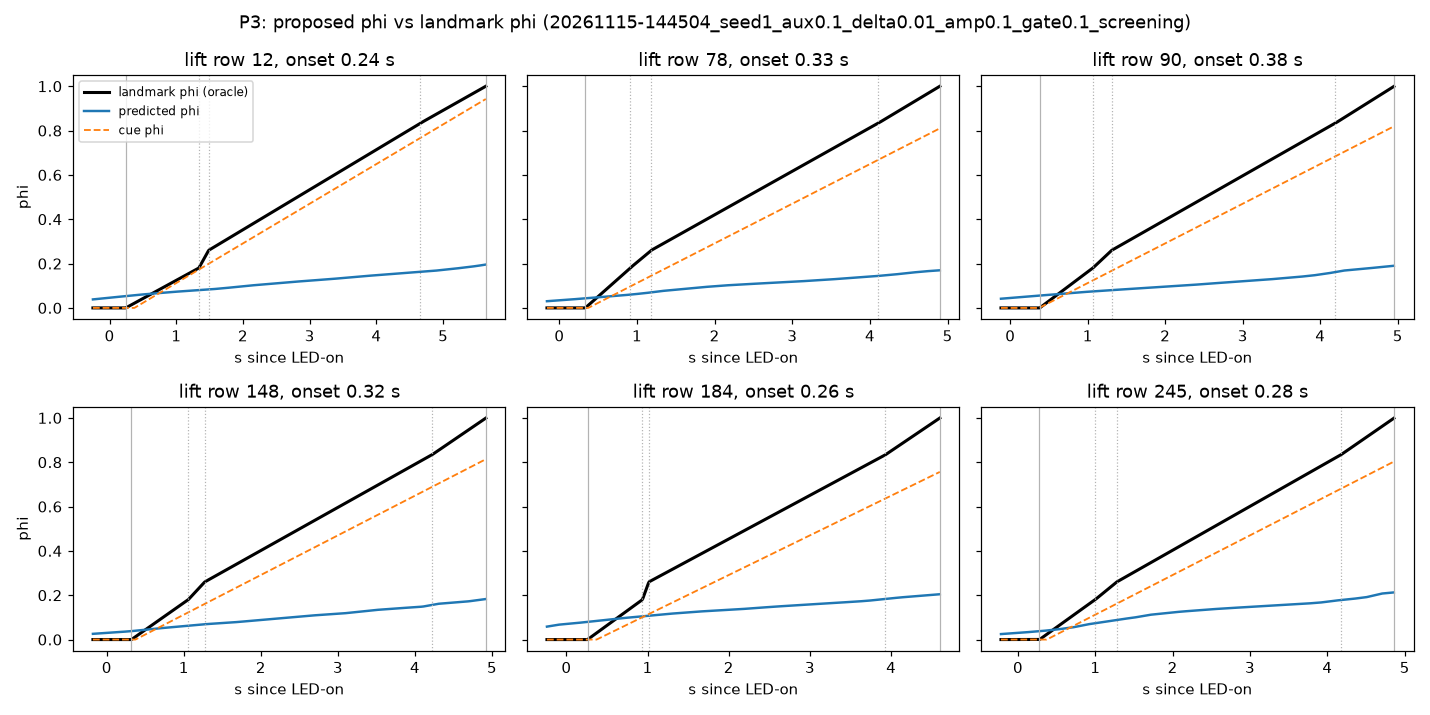 P3: proposed phi vs landmark phi (20261115-144504_seed1_aux0.1_delta0.01_amp0.1_gate0.1_screening)
lift row 12, onset 0.24 s
lift row 78, onset 0.33 s
lift row 90, onset 0.38 s
landmark phi (oracle)
predicted phi
cue phi
1.0
0.8
0.6
0.4
0.2
0.0
phi
0 1 2 3 4 5
0 1 2 3 4 5
0 1 2 3 4 5
s since LED-on
s since LED-on
s since LED-on
lift row 148, onset 0.32 s
lift row 184, onset 0.26 s
lift row 245, onset 0.28 s
1.0
0.8
0.6
0.4
0.2
0.0
phi
0 1 2 3 4 5
0 1 2 3 4
0 1 2 3 4 5
s since LED-on
s since LED-on
s since LED-on